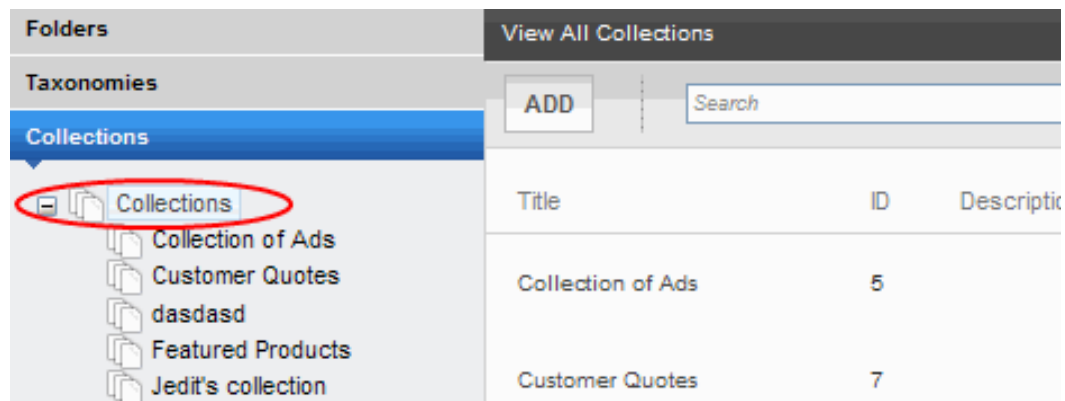 Folders
Taxonomies
Collections
Collections
Collection of Ads
Customer Quotes
dasdasd
Featured Products
Jedit's collection
View All Collections
ADD
Search
Title ID Descriptio
Collection of Ads 5
Customer Quotes 7